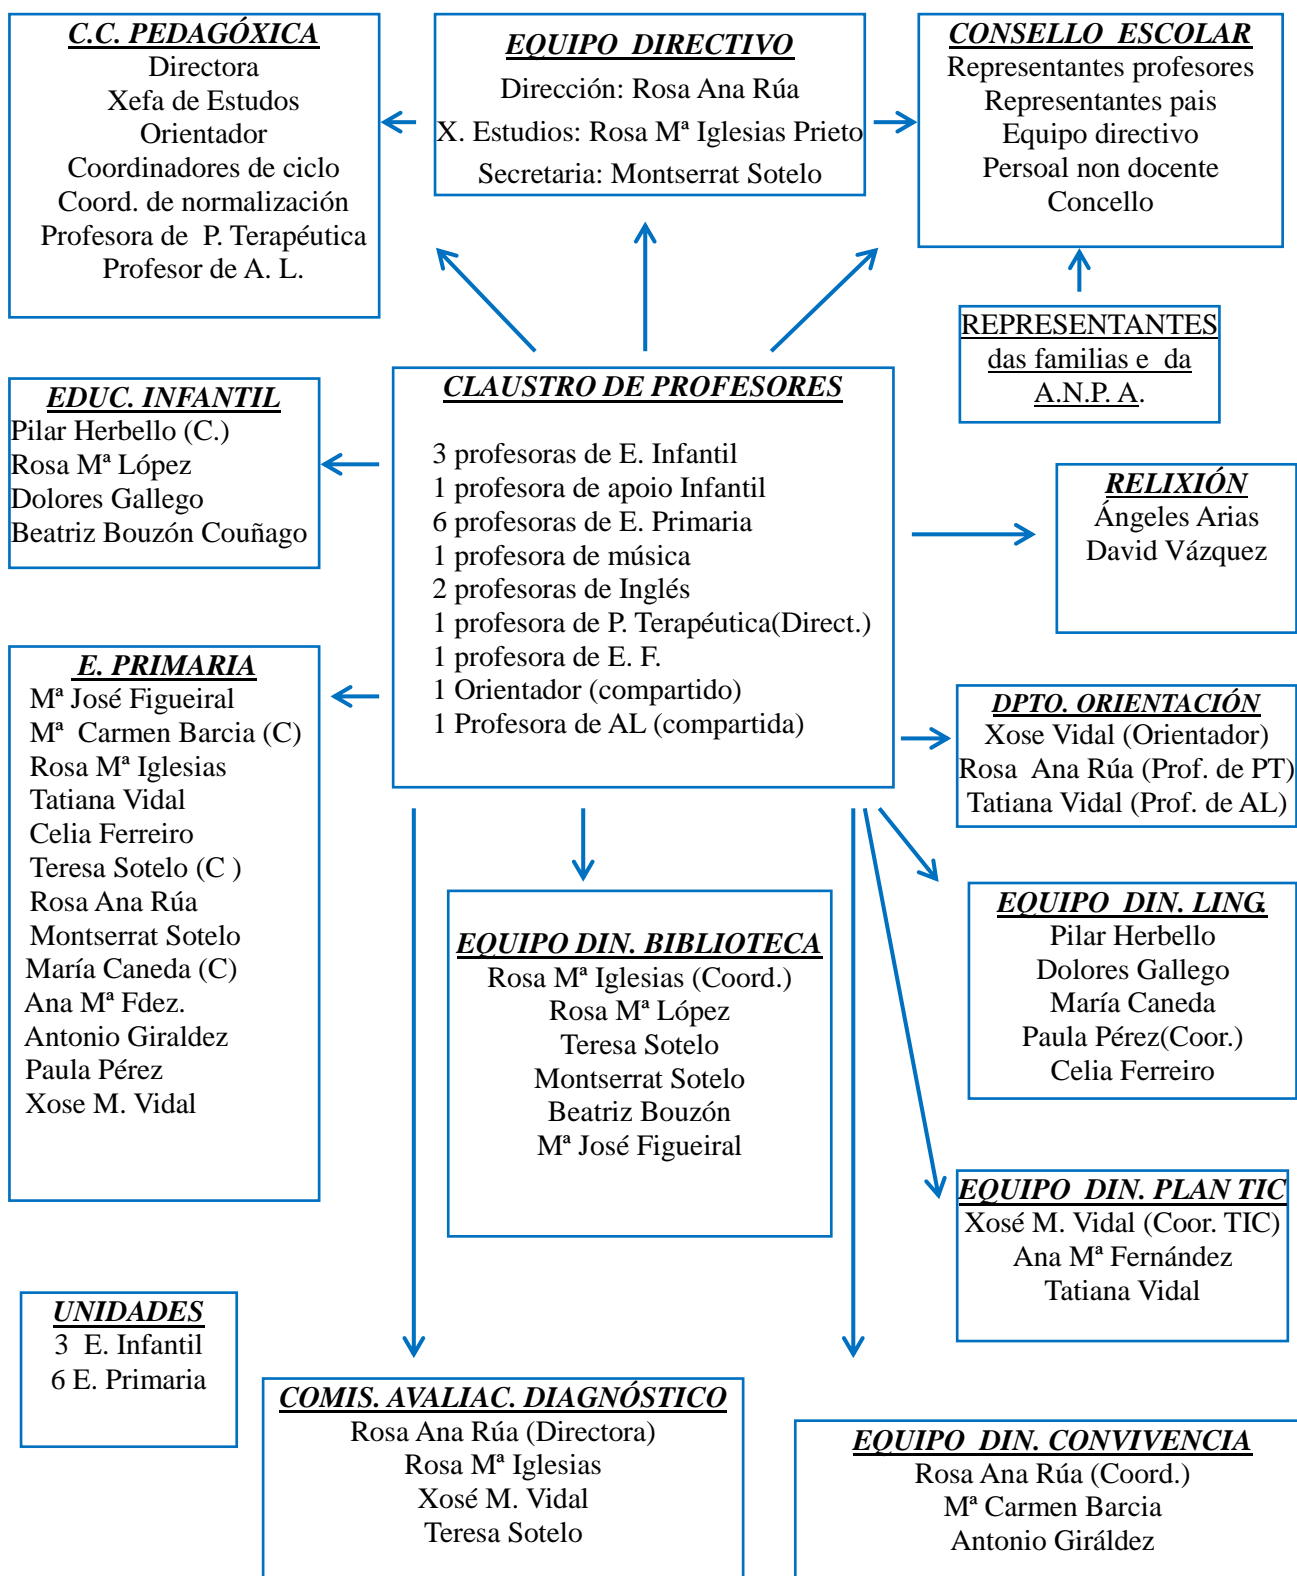 C.C. PEDAGÓXICA
Directora
Xefa de Estudos
Orientador
Coordinadores de ciclo
Coord. de normalización
Profesora de P. Terapéutica
Profesor de A. L.
EQUIPO DIRECTIVO
Dirección: Rosa Ana Rúa
X. Estudios: Rosa Mª Iglesias Prieto
Secretaria: Montserrat Sotelo
CONSELLO ESCOLAR
Representantes profesores
Representantes pais
Equipo directivo
Persoal non docente
Concello
REPRESENTANTES
das familias e da
A.N.P. A.
EDUC. INFANTIL
Pilar Herbello (C.)
Rosa Mª López
Dolores Gallego
Beatriz Bouzón Couñago
CLAUSTRO DE PROFESORES
3 profesoras de E. Infantil
1 profesora de apoio Infantil
6 profesoras de E. Primaria
1 profesora de música
2 profesoras de Inglés
1 profesora de P. Terapéutica(Direct.)
1 profesora de E. F.
1 Orientador (compartido)
1 Profesora de AL (compartida)
RELIXIÓN
Ángeles Arias
David Vázquez
E. PRIMARIA
Mª José Figueiral
Mª Carmen Barcia (C)
Rosa Mª Iglesias
Tatiana Vidal
Celia Ferreiro
Teresa Sotelo (C )
Rosa Ana Rúa
Montserrat Sotelo
María Caneda (C)
Ana Mª Fdez.
Antonio Giraldez
Paula Pérez
Xose M. Vidal
DPTO. ORIENTACIÓN
Xose Vidal (Orientador)
Rosa Ana Rúa (Prof. de PT)
Tatiana Vidal (Prof. de AL)
EQUIPO DIN. BIBLIOTECA
Rosa Mª Iglesias (Coord.)
Rosa Mª López
Teresa Sotelo
Montserrat Sotelo
Beatriz Bouzón
Mª José Figueiral
EQUIPO DIN. LING.
Pilar Herbello
Dolores Gallego
María Caneda
Paula Pérez(Coor.)
Celia Ferreiro
EQUIPO DIN. PLAN TIC
Xosé M. Vidal (Coor. TIC)
Ana Mª Fernández
Tatiana Vidal
UNIDADES
3 E. Infantil
6 E. Primaria
COMIS. AVALIAC. DIAGNÓSTICO
Rosa Ana Rúa (Directora)
Rosa Mª Iglesias
Xosé M. Vidal
Teresa Sotelo
EQUIPO DIN. CONVIVENCIA
Rosa Ana Rúa (Coord.)
Mª Carmen Barcia
Antonio Giráldez